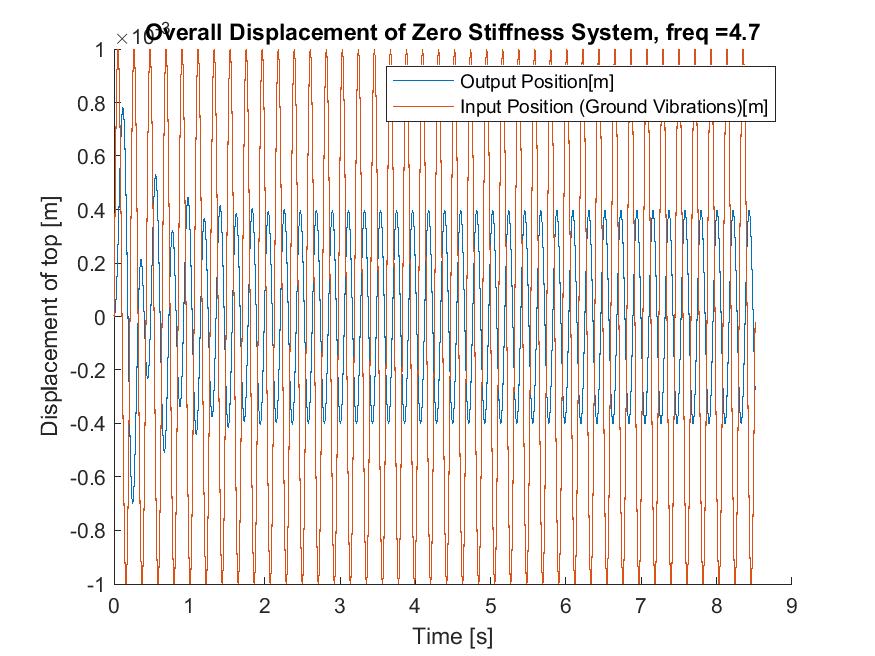 ×10⁻³
Overall Displacement of Zero Stiffness System, freq =4.7
Output Position[m]
Input Position (Ground Vibrations)[m]
1
0.8
0.6
0.4
0.2
0
-0.2
-0.4
-0.6
-0.8
-1
Displacement of top [m]
0 1 2 3 4 5 6 7 8 9
Time [s]